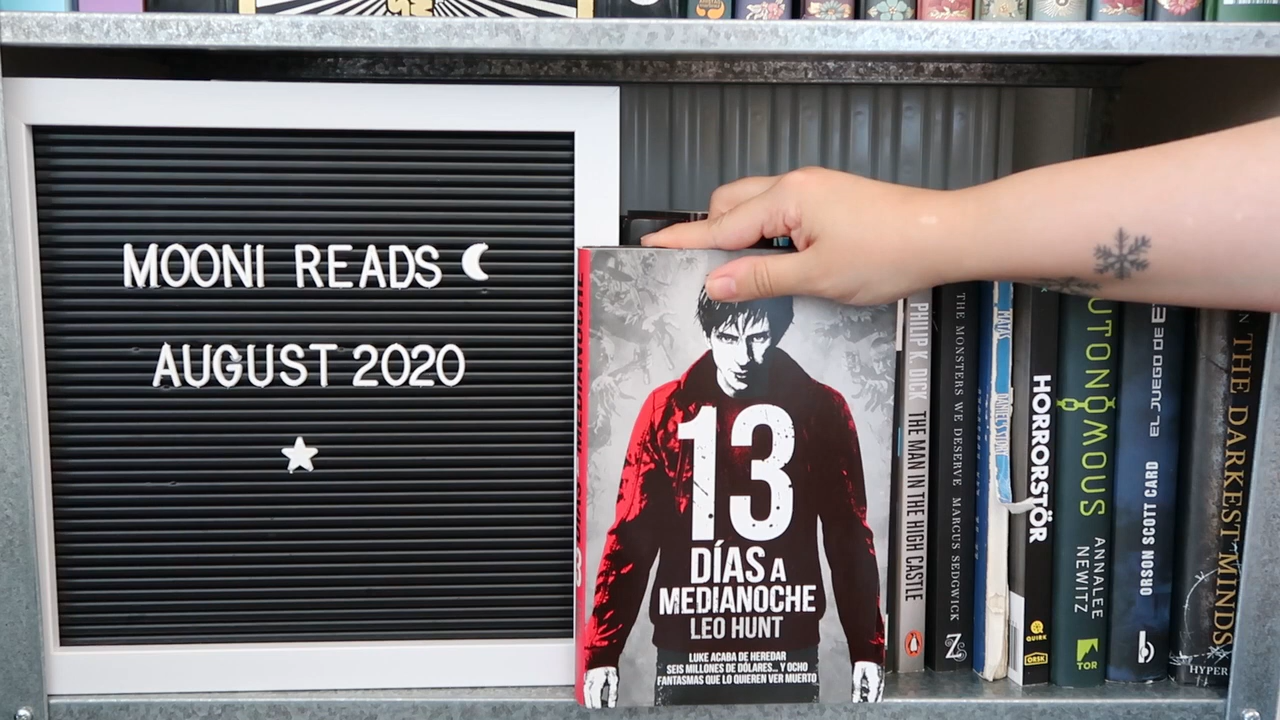 MOONI READS
AUGUST 2020
13
DÍAS A
MEDIANOCHE
LEO HUNT
LUKE ACABA DE HEREDAR
SEIS MILLONES DE DÓLARES... Y OCHO
FANTASMAS QUE LO QUIEREN VER MUERTO
PHILIP K. DICK THE MAN IN THE HIGH CASTLE
THE MONSTERS WE DESERVE MARCUS SEDGWICK
HORRORSTÖR
QUIRK
UTONOMOUS ANNALEE
NEWITZ
TOR
EL JUEGO DE E
ORSON SCOTT CARD
N THE DARKEST MINDS
HYPER